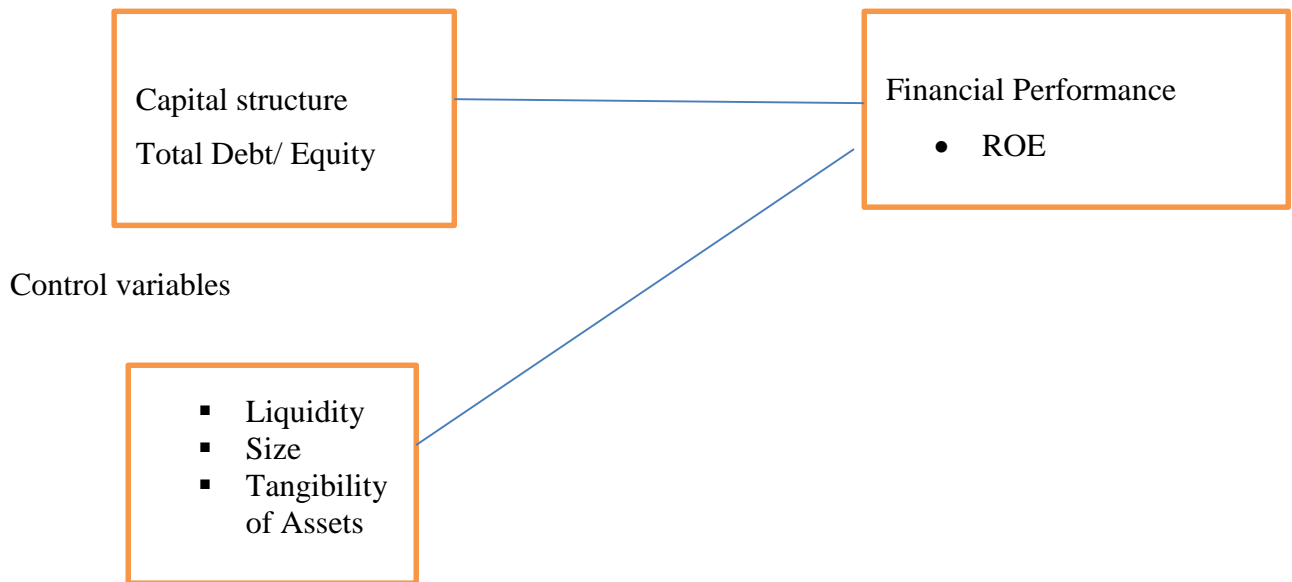 Capital structure
Total Debt/ Equity
Financial Performance
● ROE
Control variables
▪ Liquidity
▪ Size
▪ Tangibility
of Assets